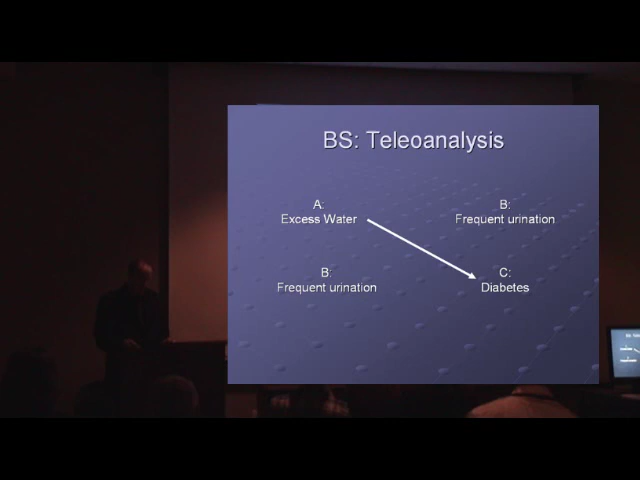 BS: Teleoanalysis
A:
Excess Water
B:
Frequent urination
B:
Frequent urination
C:
Diabetes